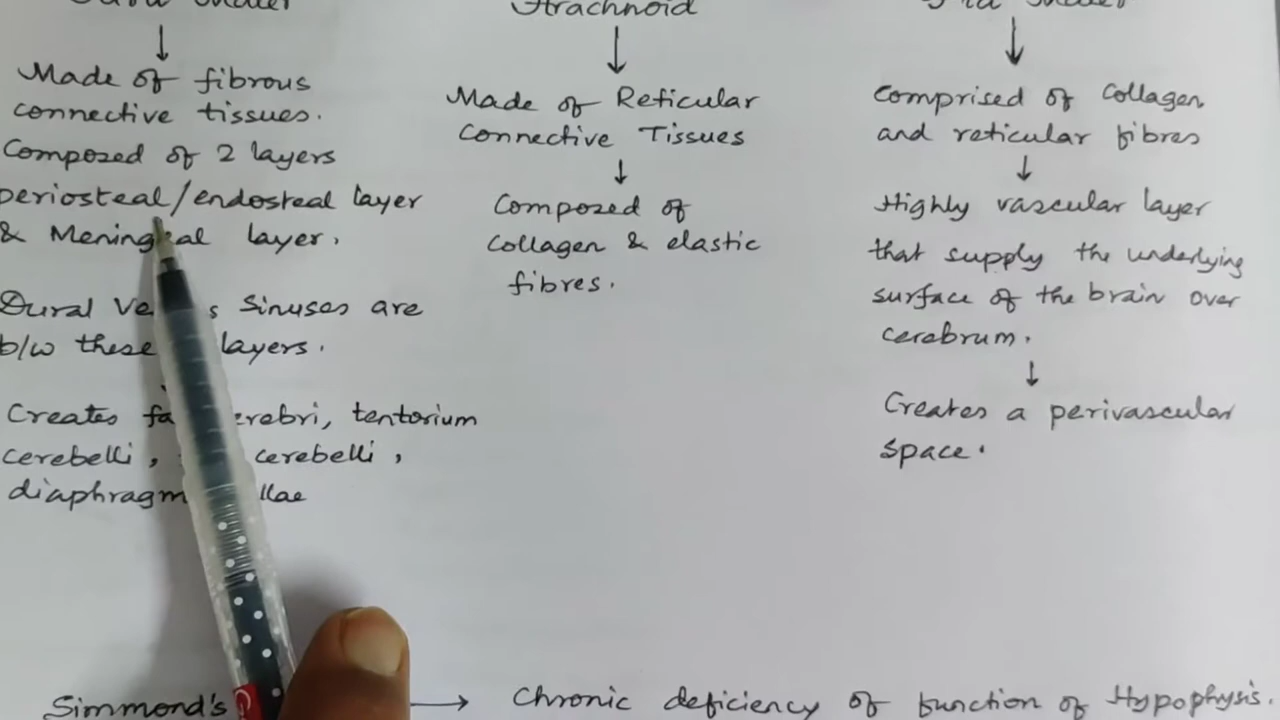 Arachnoid
Made of fibrous
connective tissues.
Composed of 2 layers
periosteal/endosteal layer
& Meningeal layer.
Dural Ve s Sinuses are
b/w these layers.
Creates fa erebri, tentorium
cerebelli, cerebelli,
diaphragm llae
Made of Reticular
Connective Tissues
Composed of
Collagen & elastic
fibres.
Comprised of Collagen
and reticular fibres
Highly vascular layer
that supply the underlying
surface of the brain over
cerebrum.
Creates a perivascular
space.
Simmond's → Chronic deficiency of function of Hypophysis.